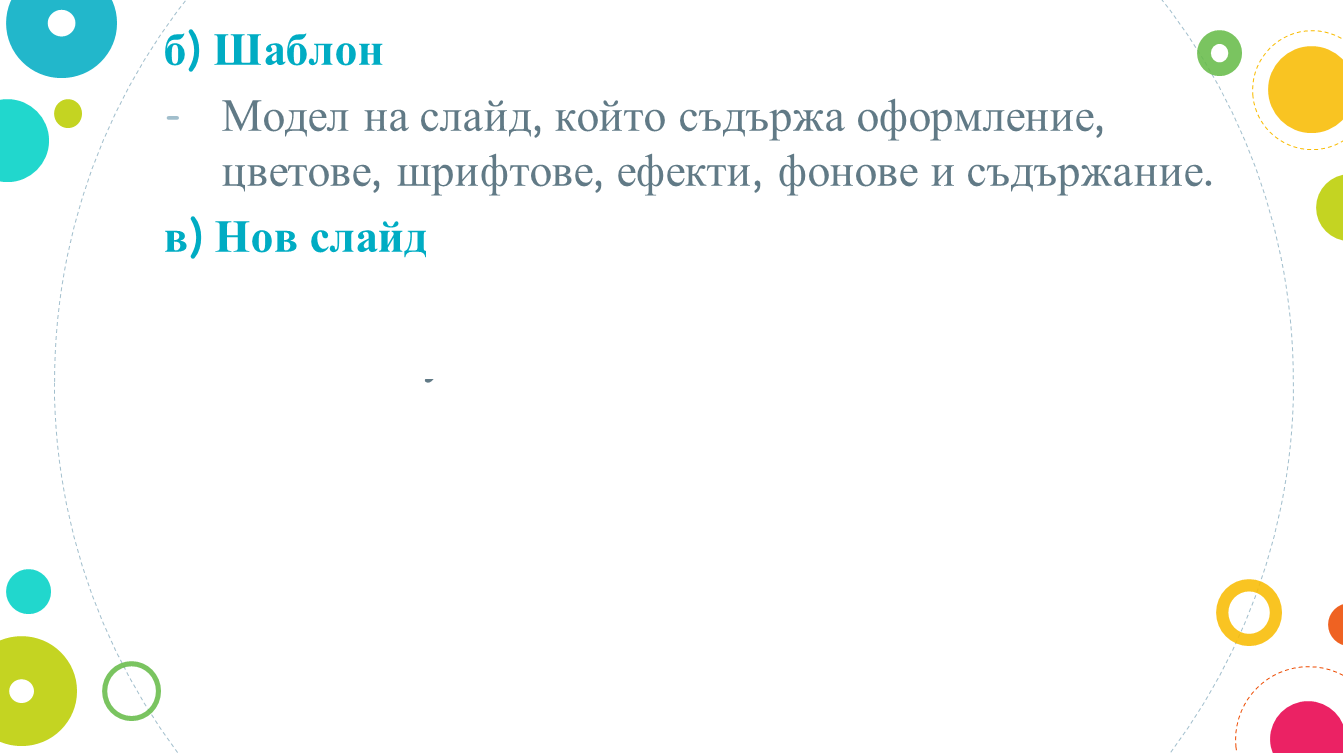 б) Шаблон
- Модел на слайд, който съдържа оформление,
цветове, шрифтове, ефекти, фонове и съдържание.
в) Нов слайд